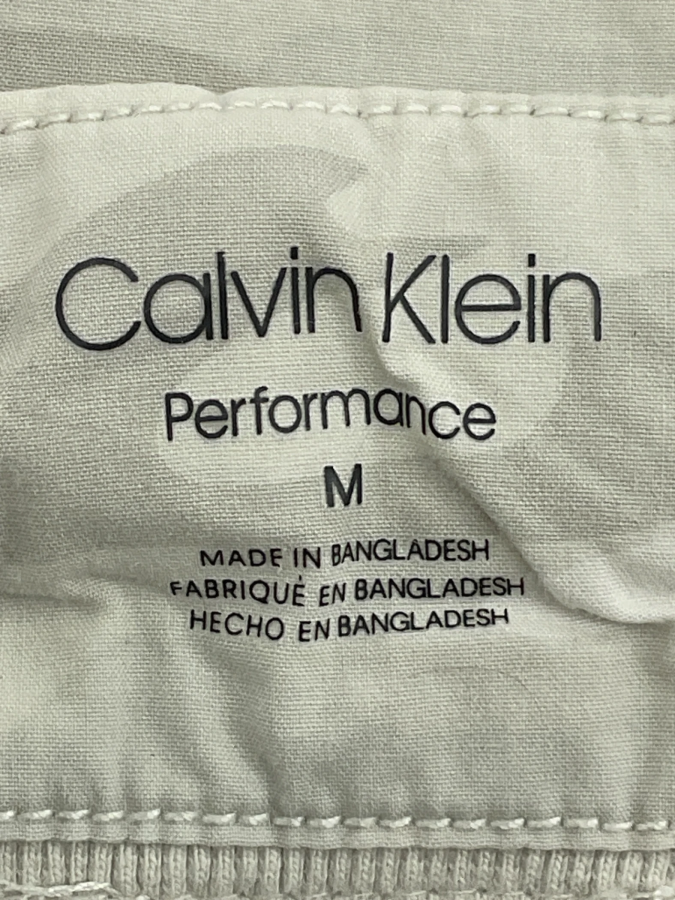 Calvin Klein
Performance
M
MADE IN BANGLADESH
FABRIQUÉ EN BANGLADESH
HECHO EN BANGLADESH